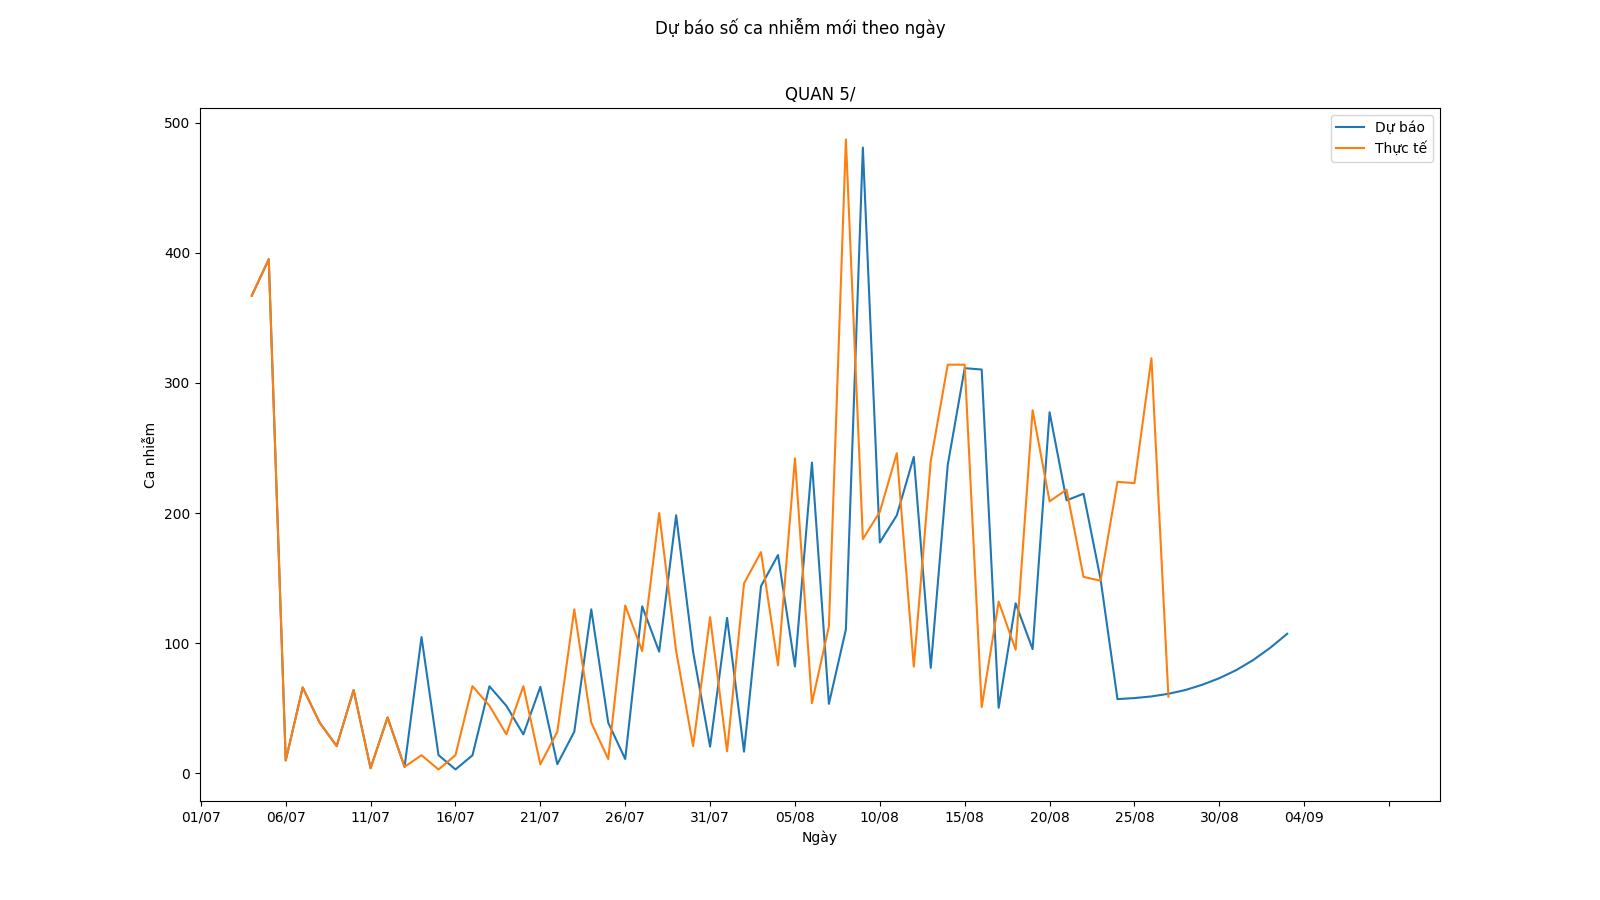 Dự báo số ca nhiễm mới theo ngày
QUAN 5/
Dự báo
Thực tế
500
400
300
200
100
0
Ca nhiễm
01/07 06/07 11/07 16/07 21/07 26/07 31/07 05/08 10/08 15/08 20/08 25/08 30/08 04/09
Ngày